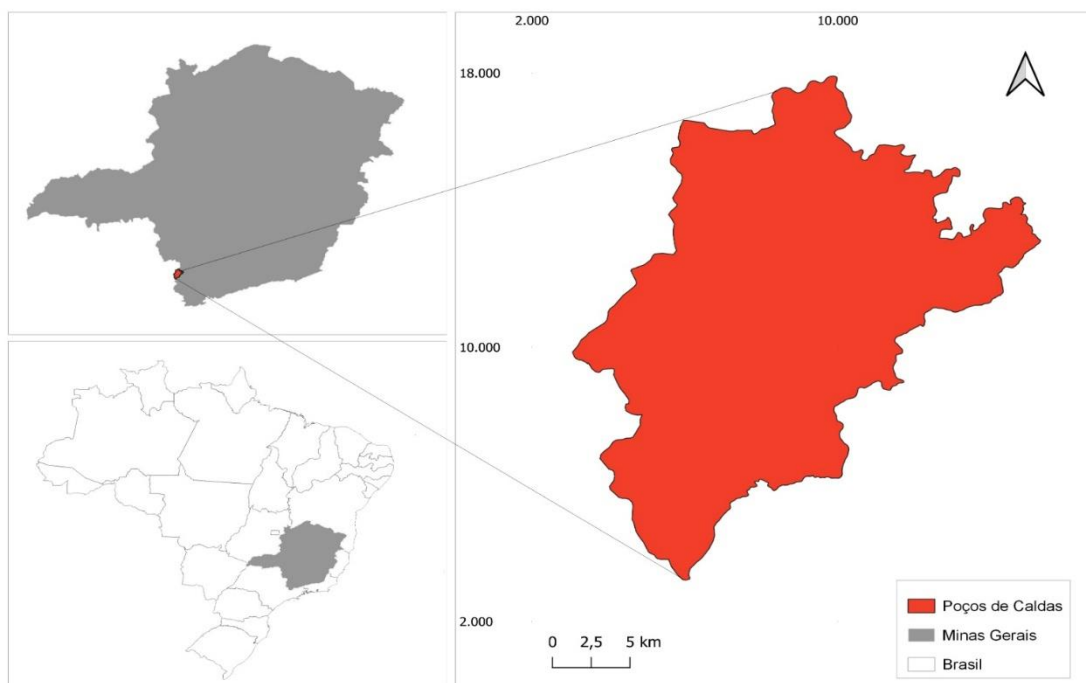 2.000
10.000
18.000
10.000
2.000
0 2,5 5 km
Poços de Caldas
Minas Gerais
Brasil